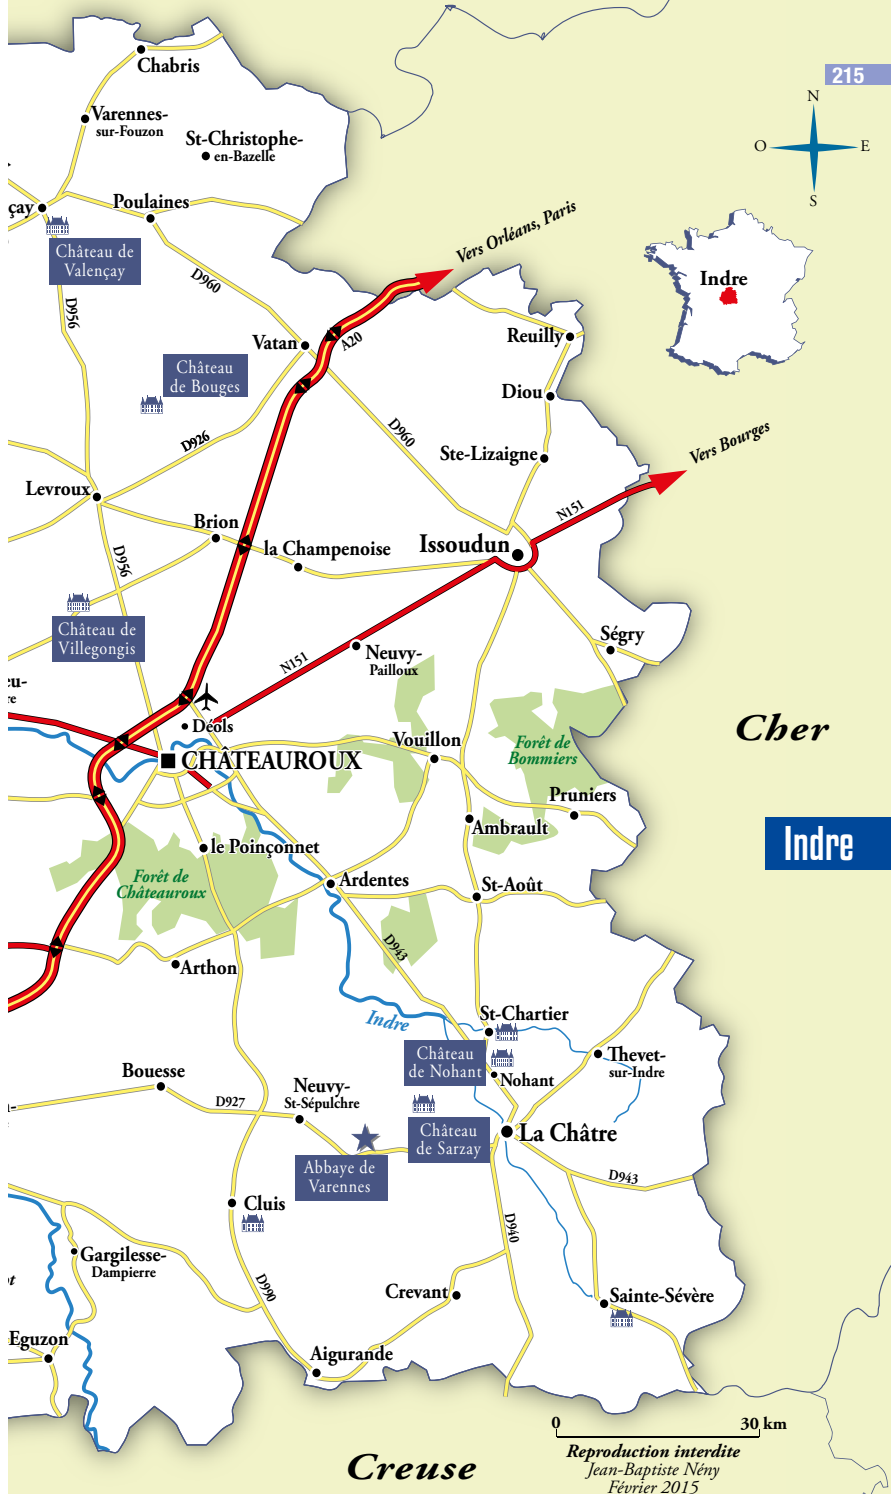 215
N
O
E
S
Chabris
Varennes-
sur-Fouzon
St-Christophe-
en-Bazelle
çay
Poulaines
Château de
Valençay
Vers Orléans, Paris
Indre
D960
D956
A20
Vatan
Reuilly
Château
de Bouges
Diou
D926
D960
Ste-Lizaigne
Vers Bourges
Levroux
N151
Brion
Issoudun
la Champenoise
D956
Château de
Villegongis
Ségry
Neuvy-
Pailloux
N151
eu-
re
Déols
Cher
Vouillon
Forêt de
Bommiers
CHÂTEAUROUX
Pruniers
Ambrault
Indre
le Poinçonnet
Forêt de
Châteauroux
Ardentes
St-Août
D943
Arthon
Indre
St-Chartier
Château
de Nohant
Thevet-
sur-Indre
Nohant
Bouesse
Neuvy-
St-Sépulchre
D927
La Châtre
Château
de Sarzay
Abbaye de
Varennes
D943
Cluis
D940
Gargilesse-
Dampierre
D990
Crevant
Sainte-Sévère
Eguzon
Aigurande
0
30 km
Reproduction interdite
Jean-Baptiste Nény
Février 2015
Creuse